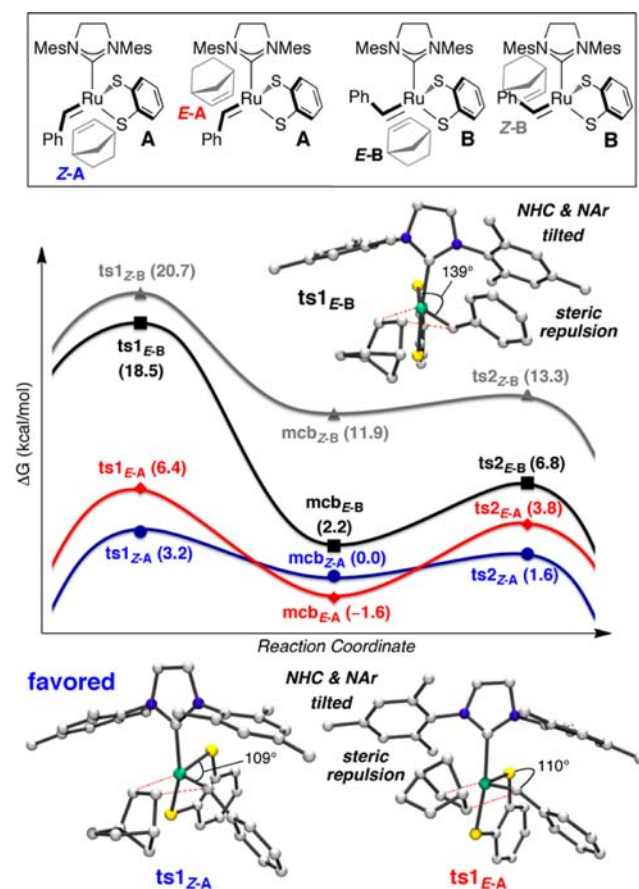 MesN NMes
S
Ru
S
Ph
Z-A
A
MesN NMes
E-A
S
Ru
S
Ph
A
MesN NMes
S
Ph
Ru
S
E-B
B
MesN NMes
S
Ph
Ru
S
Z-B
B
NHC & NAr
tilted
ts1Z-B (20.7)
139°
ts1E-B
steric
repulsion
ts1E-B
(18.5)
ts2Z-B (13.3)
mcbZ-B (11.9)
ΔG (kcal/mol)
ts1E-A (6.4)
ts2E-B (6.8)
mcbE-B
(2.2)
ts2E-A (3.8)
ts1Z-A (3.2)
mcbZ-A (0.0)
ts2Z-A (1.6)
mcbE-A (−1.6)
Reaction Coordinate
favored
NHC & NAr
tilted
steric
repulsion
109°
110°
ts1Z-A
ts1E-A